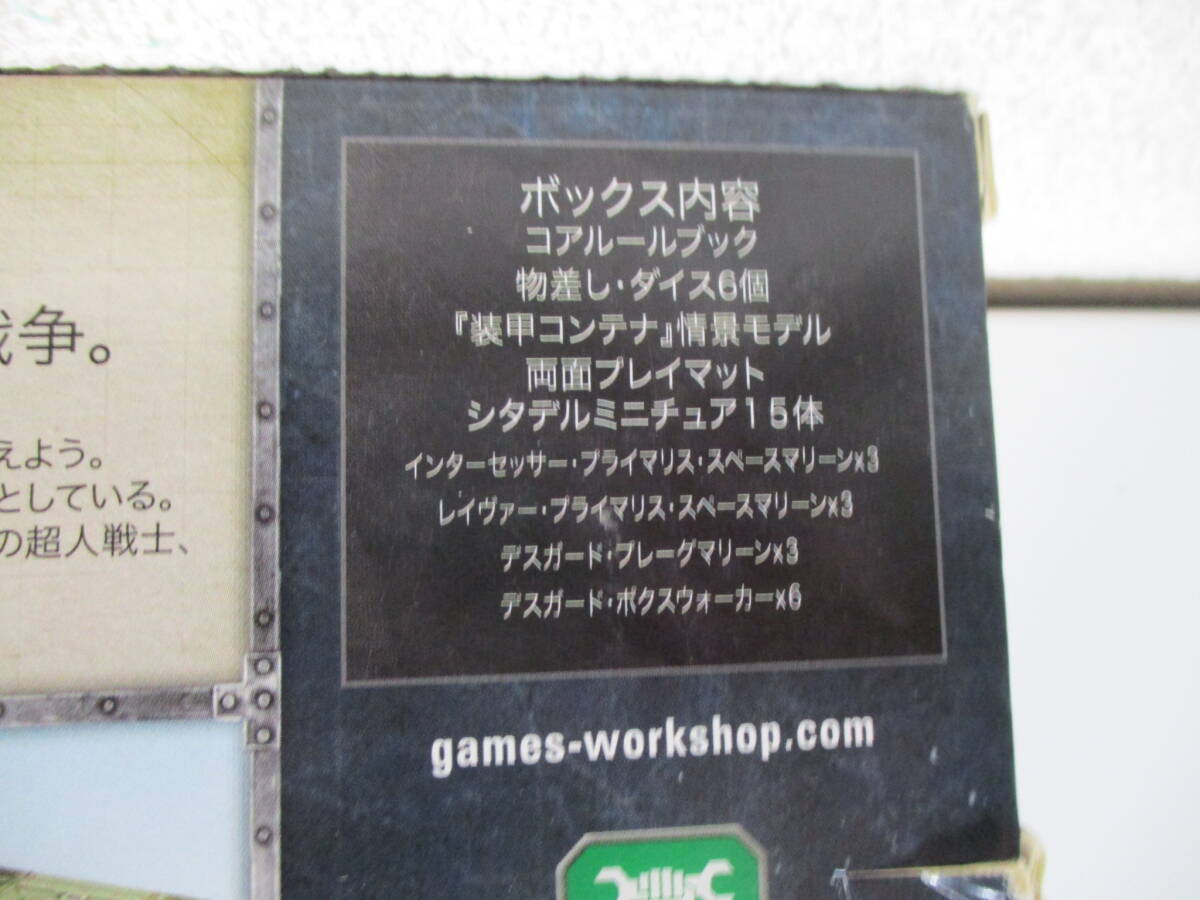 争。
えよう。
としている。
の超人戦士、
ボックス内容
コアルールブック
物差し・ダイス6個
『装甲コンテナ』情景モデル
両面プレイマット
シタデルミニチュア15体
インターセッサー・プライマリス・スペースマリーンx3
レイヴァー・プライマリス・スペースマリーンx3
デスガード・プレーグマリーンx3
デスガード・ポクスウォーカーx6
games-workshop.com